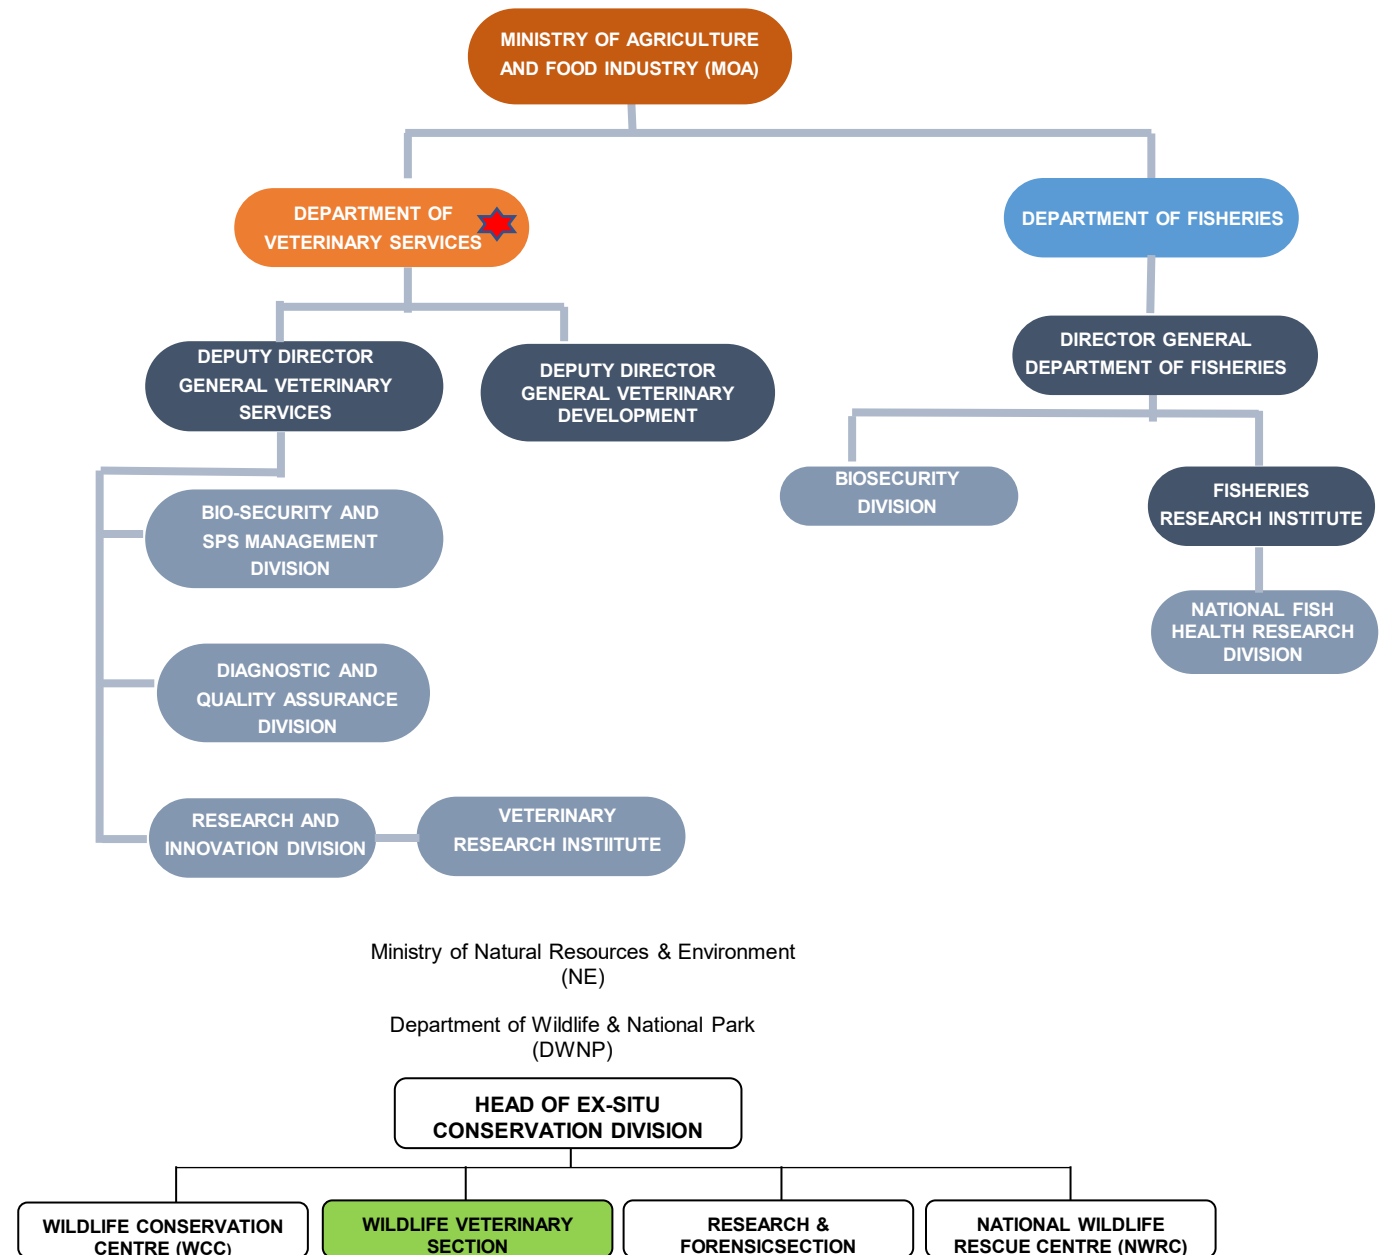 MINISTRY OF AGRICULTURE
AND FOOD INDUSTRY (MOA)
DEPARTMENT OF
VETERINARY SERVICES
DEPARTMENT OF FISHERIES
DEPUTY DIRECTOR
GENERAL VETERINARY
SERVICES
DEPUTY DIRECTOR
GENERAL VETERINARY
DEVELOPMENT
DIRECTOR GENERAL
DEPARTMENT OF FISHERIES
BIO-SECURITY AND
SPS MANAGEMENT
DIVISION
BIOSECURITY
DIVISION
FISHERIES
RESEARCH INSTITUTE
NATIONAL FISH
HEALTH RESEARCH
DIVISION
DIAGNOSTIC AND
QUALITY ASSURANCE
DIVISION
RESEARCH AND
INNOVATION DIVISION
VETERINARY
RESEARCH INSTIITUTE
Ministry of Natural Resources & Environment
(NE)
Department of Wildlife & National Park
(DWNP)
HEAD OF EX-SITU
CONSERVATION DIVISION
WILDLIFE CONSERVATION
CENTRE (WCC)
WILDLIFE VETERINARY
SECTION
RESEARCH &
FORENSICSECTION
NATIONAL WILDLIFE
RESCUE CENTRE (NWRC)